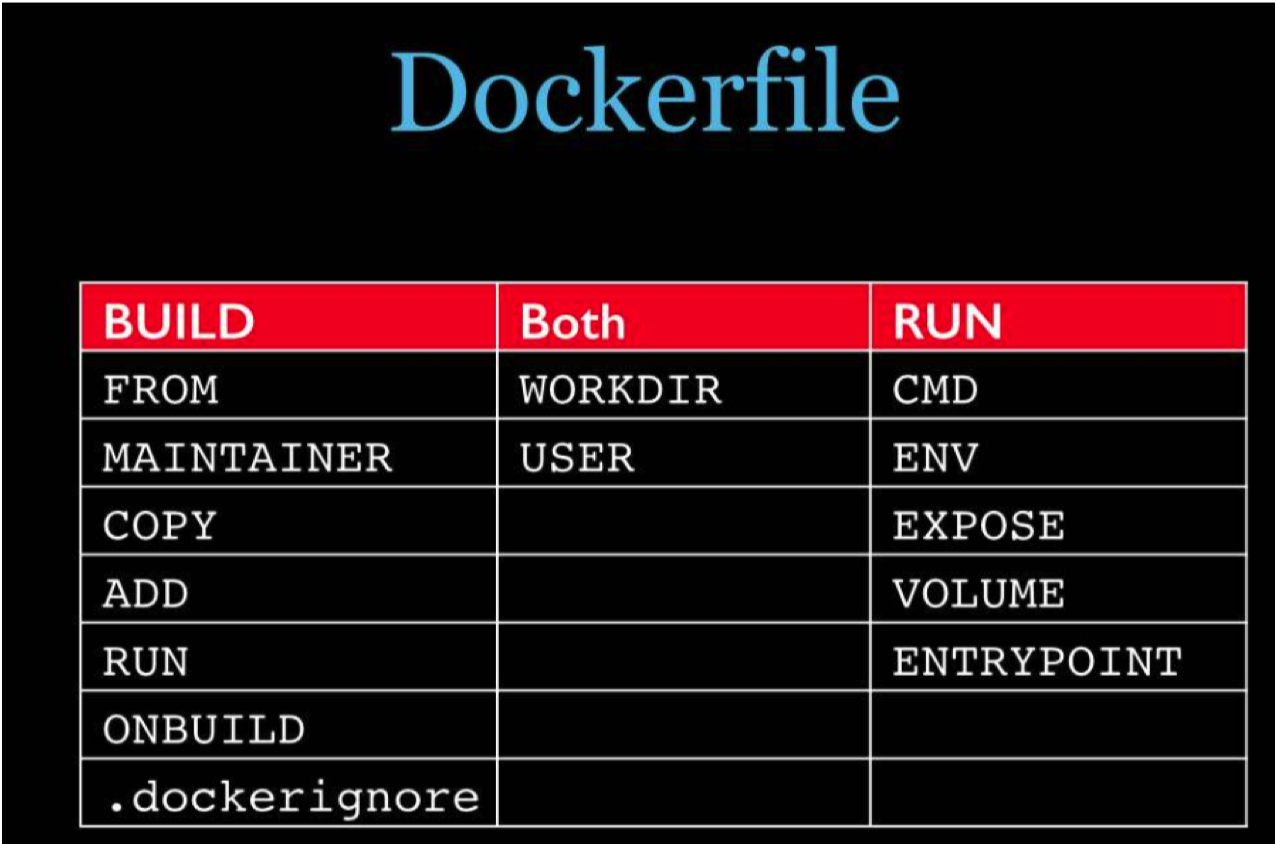 Dockerfile
BUILD Both RUN
FROM WORKDIR CMD
MAINTAINER USER ENV
COPY EXPOSE
ADD VOLUME
RUN ENTRYPOINT
ONBUILD
.dockerignore